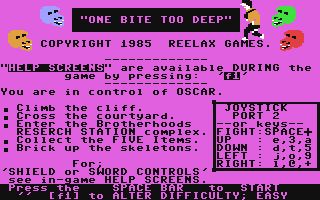 "ONE BITE TOO DEEP"
COPYRIGHT 1985 REELAX GAMES.
"HELP SCREENS" are available DURING the
game by pressing: 'f1'
You are in control of OSCAR.
Climb the cliff.
Cross the courtyard.
Enter the Brotherhoods
RESERCH STATION complex.
Collect the FIVE Items.
Brick up the skeletons.
For;
'SHIELD or SWORD CONTROLS'
see in-game HELP SCREENS.
JOYSTICK
PORT 2
--or keys--
FIGHT:SPACE+
UP : e,3,a
DOWN : d,t,5
LEFT : j,o,9
RIGHT: i,@,+
Press the SPACE BAR to START
[f1] to ALTER DIFFICULTY; EASY